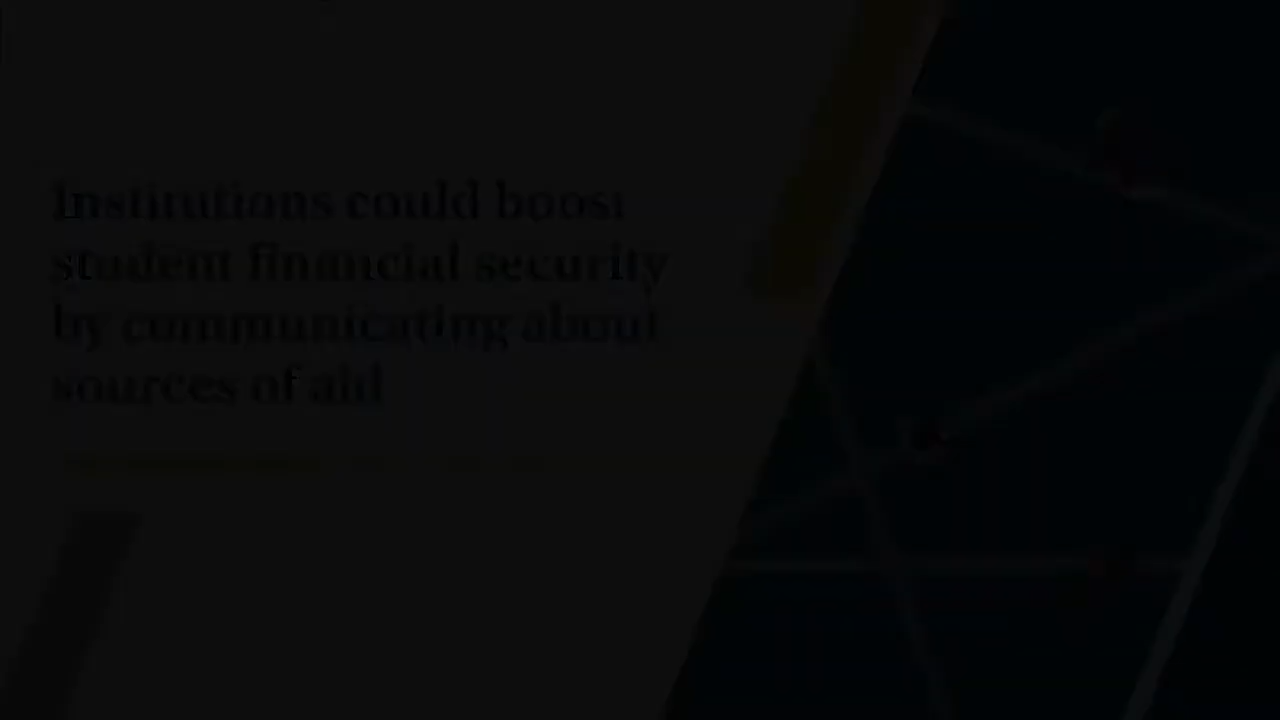 Institutions could boost
student financial security
by communicating about
sources of aid